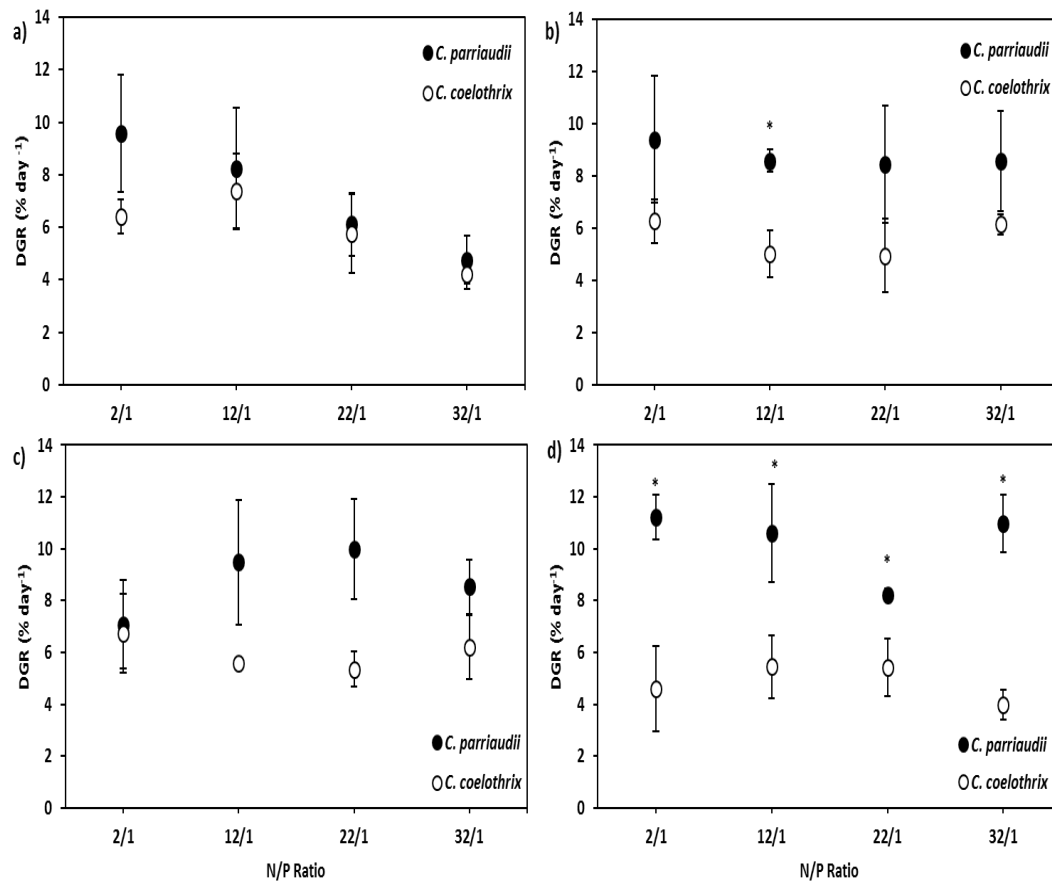 a)
14
12
10
8
6
4
2
0
DGR (% day -1)
C. parriaudii
C. coelothrix
2/1
12/1
22/1
32/1
b)
14
12
10
8
6
4
2
0
DGR (% day-1)
C. parriaudii
C. coelothrix
*
2/1
12/1
22/1
32/1
c)
14
12
10
8
6
4
2
0
DGR (% day-1)
C. parriaudii
C. coelothrix
2/1
12/1
22/1
32/1
N/P Ratio
d)
14
12
10
8
6
4
2
0
DGR (% day-1)
* * * *
C. parriaudii
C. coelothrix
2/1
12/1
22/1
32/1
N/P Ratio